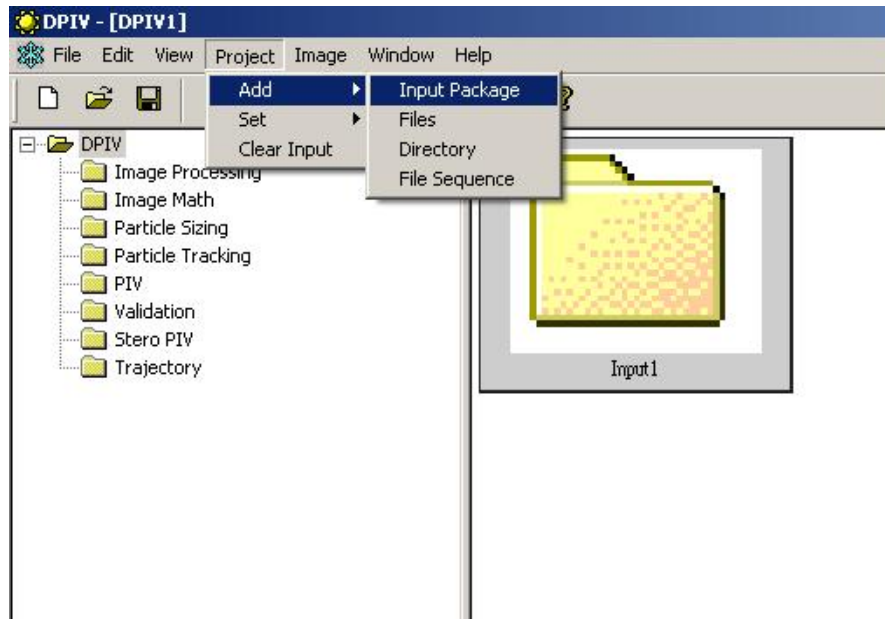 DPIV - [DPIV1]
File Edit View Project Image Window Help
Add Input Package
Set Files
Clear Input Directory
File Sequence
DPIV
Image Processing
Image Math
Particle Sizing
Particle Tracking
PIV
Validation
Stero PIV
Trajectory
Input1